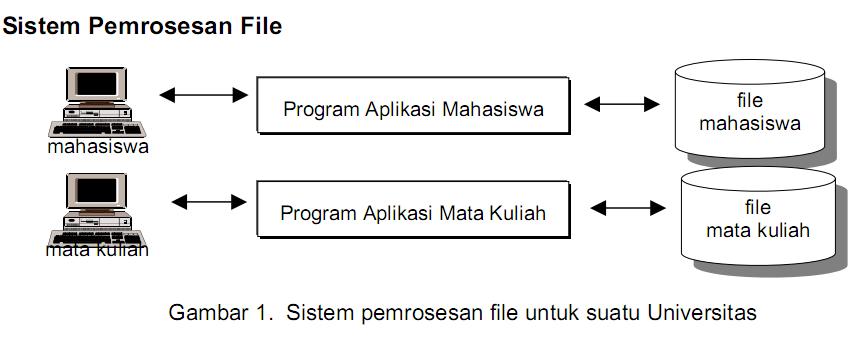 Sistem Pemrosesan File
Program Aplikasi Mahasiswa
file
mahasiswa
mahasiswa
Program Aplikasi Mata Kuliah
file
mata kuliah
mata kuliah
Gambar 1. Sistem pemrosesan file untuk suatu Universitas